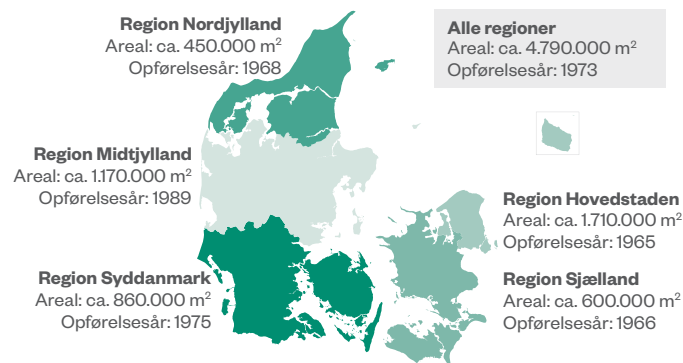 Region Nordjylland
Areal: ca. 450.000 m²
Opførelsesår: 1968
Alle regioner
Areal: ca. 4.790.000 m²
Opførelsesår: 1973
Region Midtjylland
Areal: ca. 1.170.000 m²
Opførelsesår: 1989
Region Hovedstaden
Areal: ca. 1.710.000 m²
Opførelsesår: 1965
Region Syddanmark
Areal: ca. 860.000 m²
Opførelsesår: 1975
Region Sjælland
Areal: ca. 600.000 m²
Opførelsesår: 1966